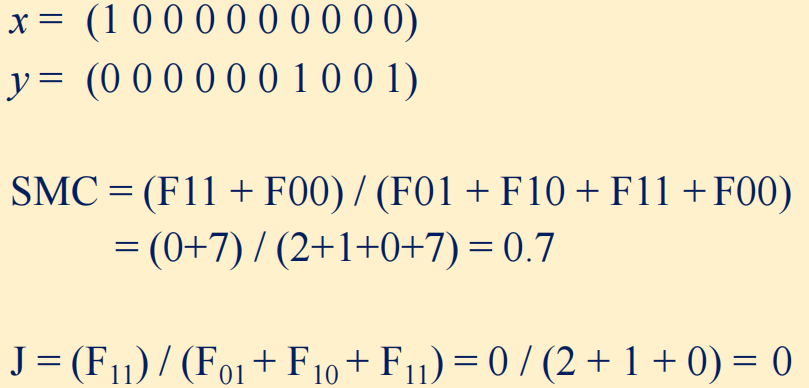 x = (1 0 0 0 0 0 0 0 0 0)
y = (0 0 0 0 0 0 1 0 0 1)
SMC = (F11 + F00) / (F01 + F10 + F11 + F00)
= (0+7) / (2+1+0+7) = 0.7
J = (F₁₁) / (F₀₁ + F₁₀ + F₁₁) = 0 / (2 + 1 + 0) = 0